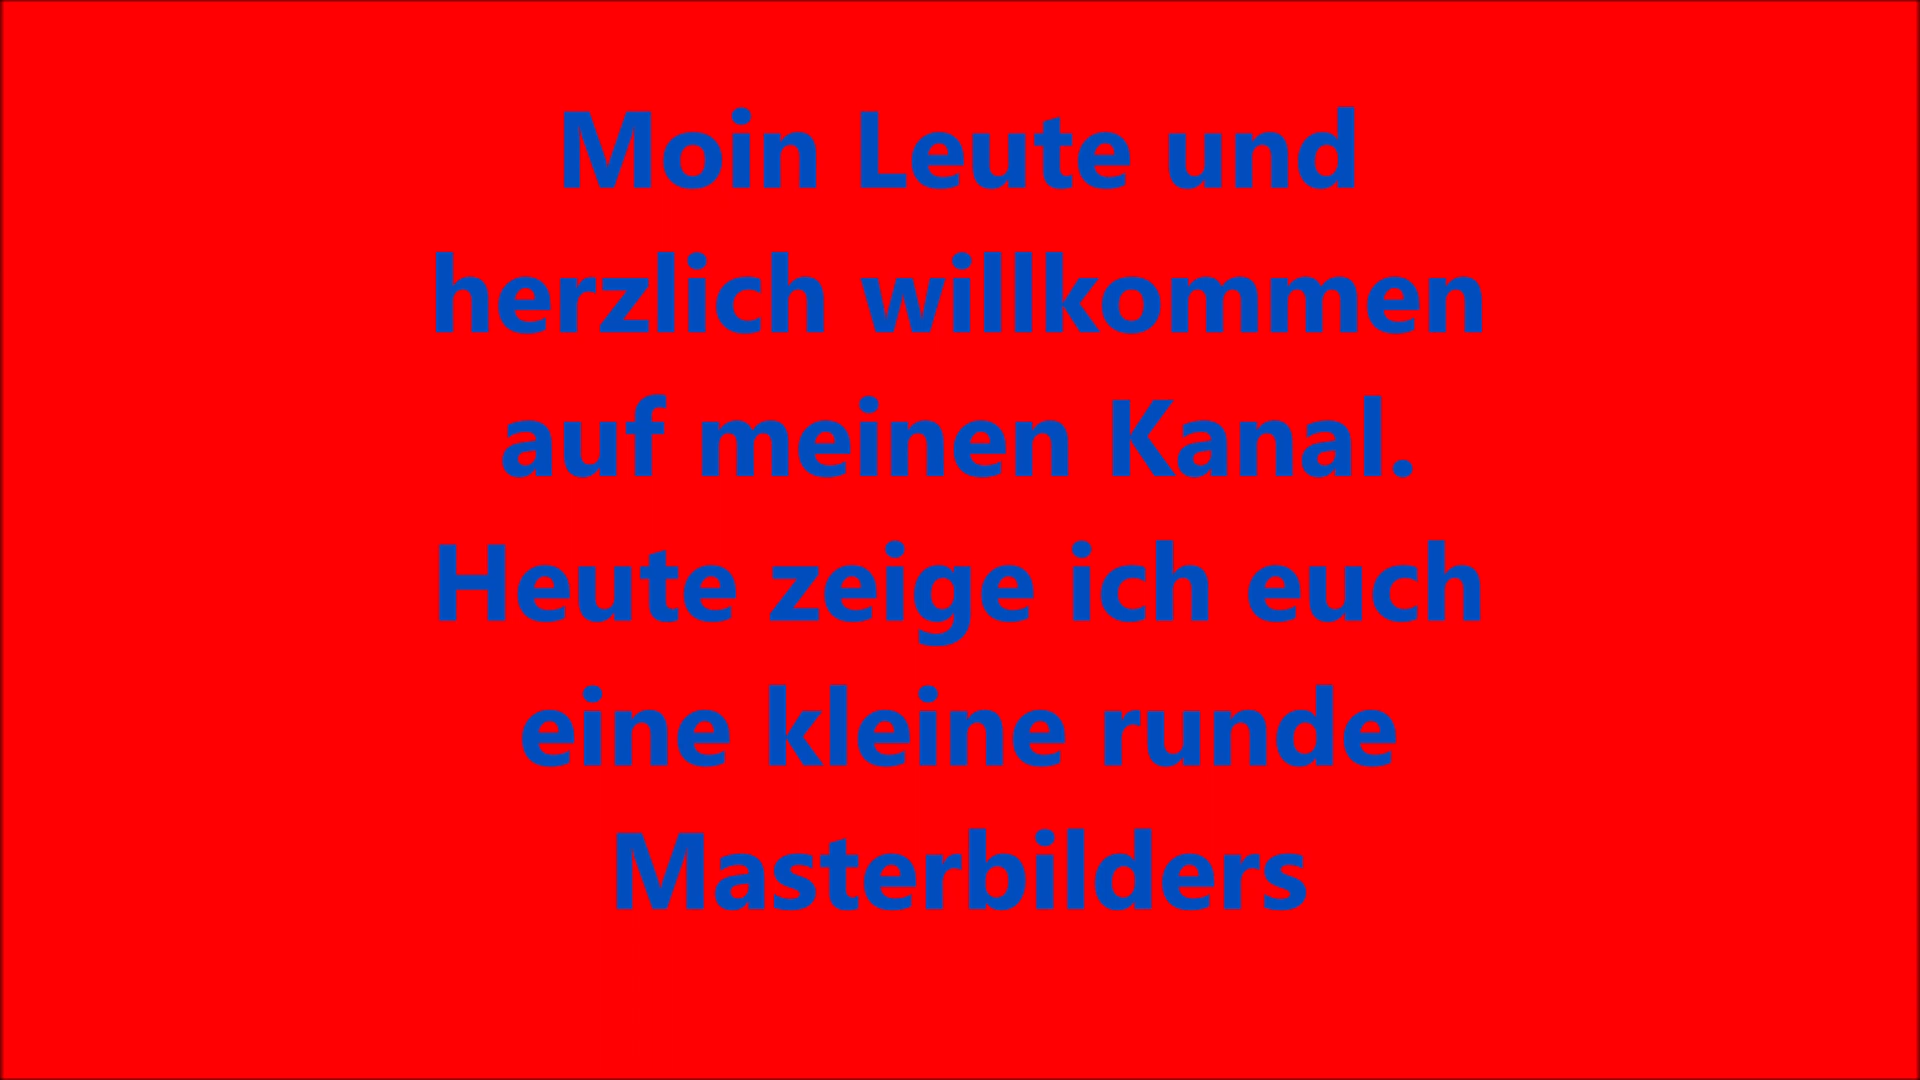 Moin Leute und
herzlich willkommen
auf meinen Kanal.
Heute zeige ich euch
eine kleine runde
Masterbilders